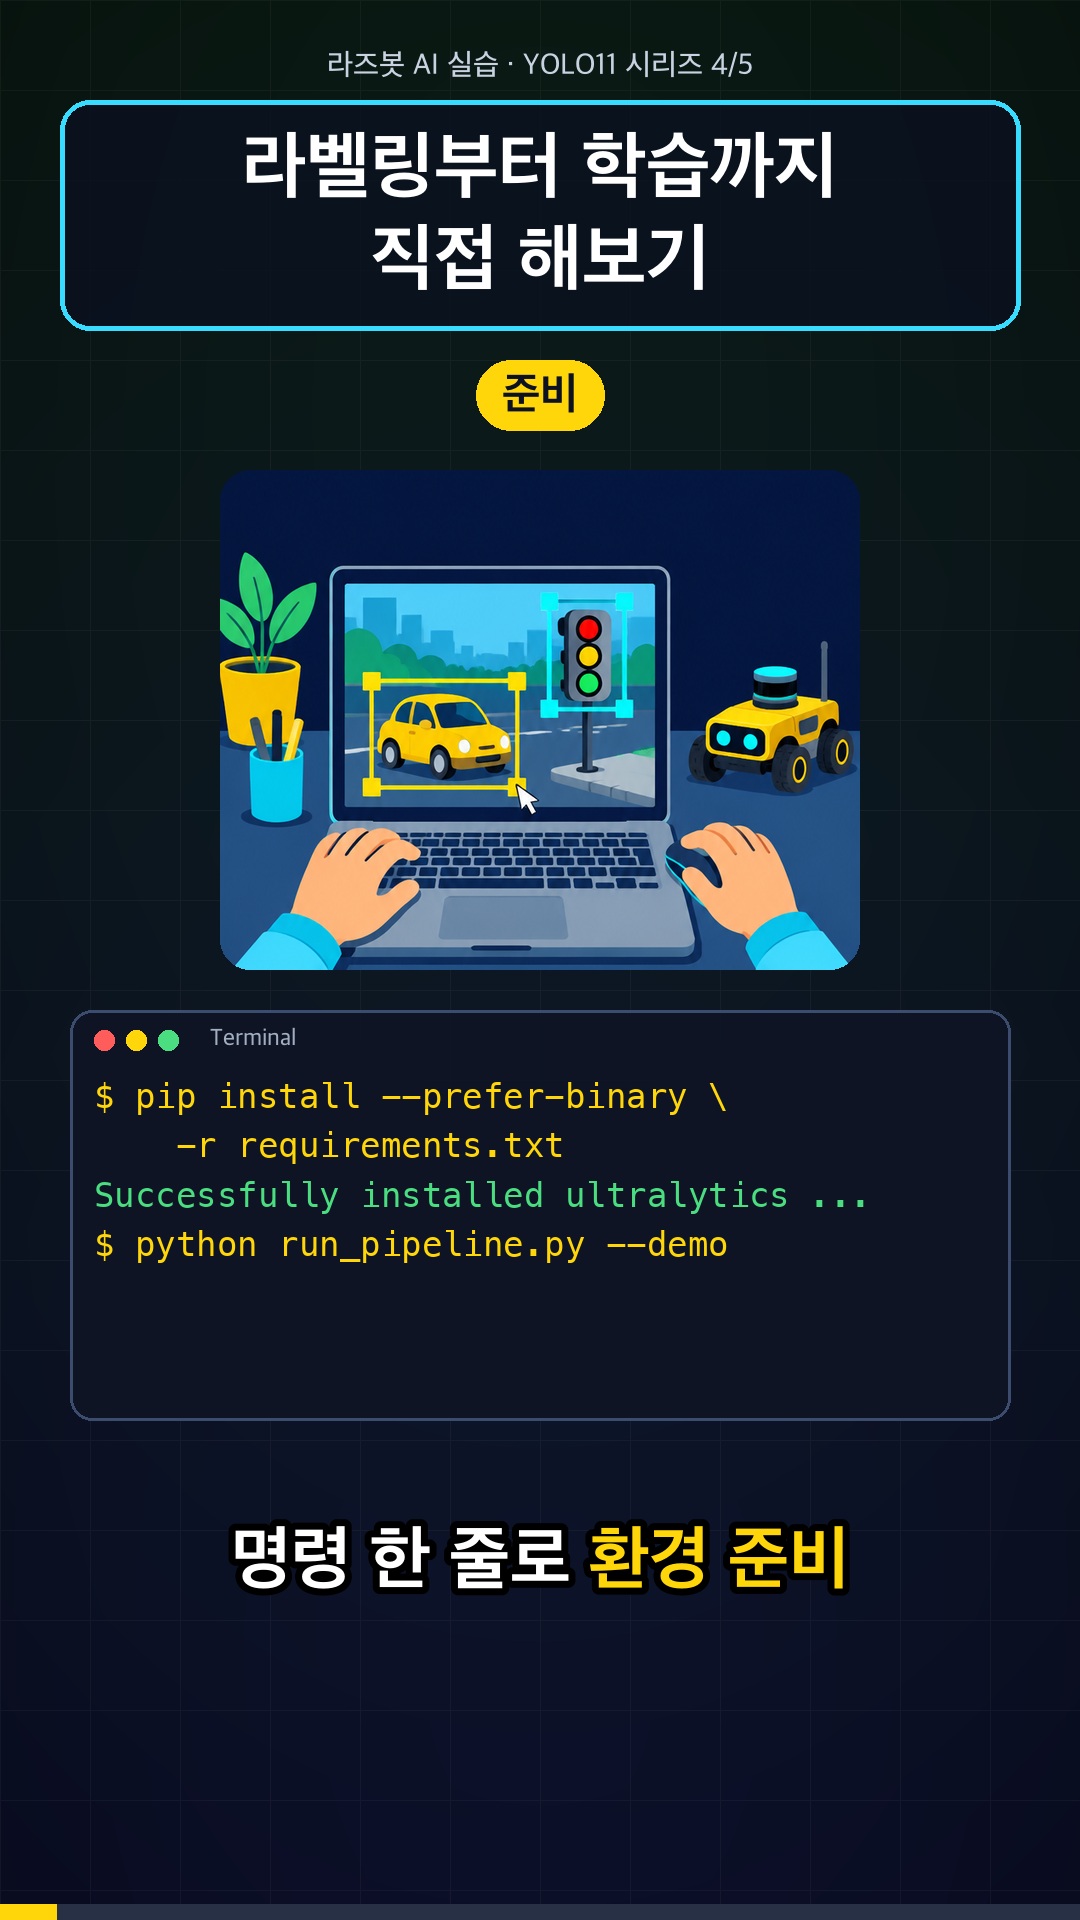 라즈봇 AI 실습 · YOLO11 시리즈 4/5
라벨링부터 학습까지
직접 해보기
준비
Terminal
$ pip install --prefer-binary \
-r requirements.txt
Successfully installed ultralytics ...
$ python run_pipeline.py --demo
명령 한 줄로 환경 준비